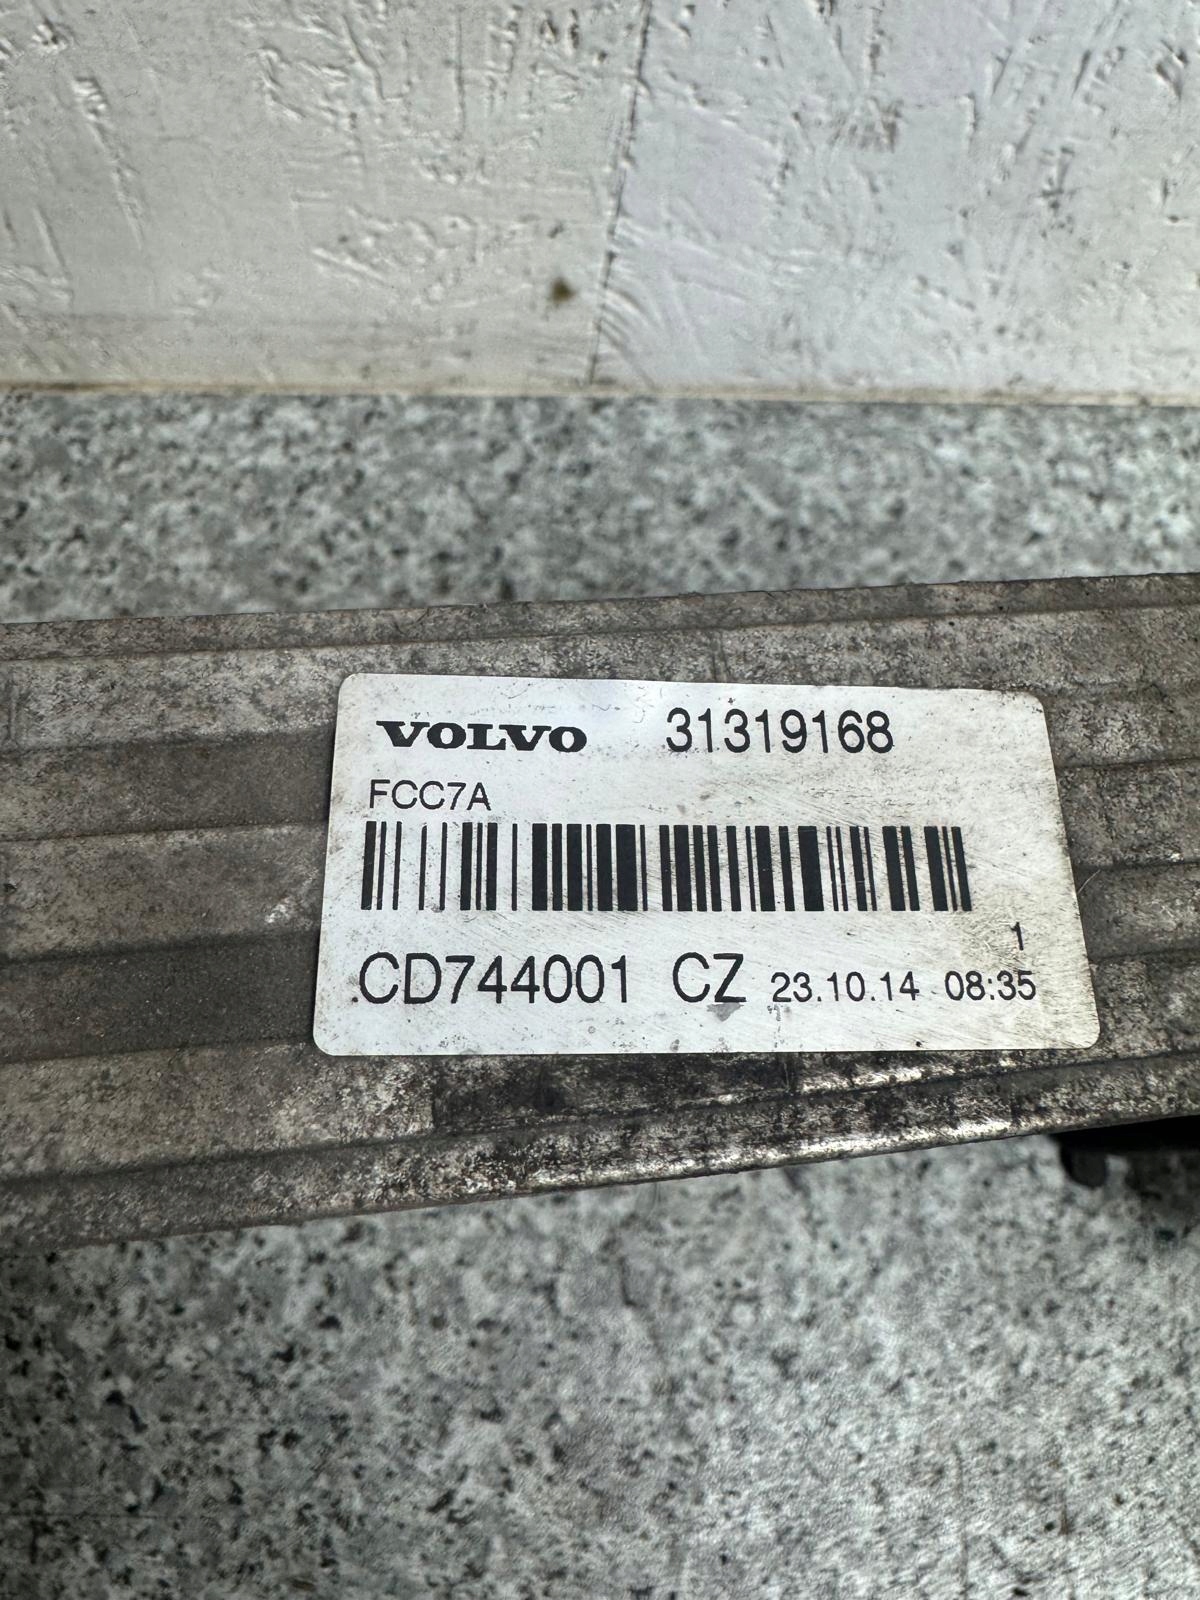 VOLVO 31319168
FCC7A
1
CD744001 CZ 23.10.14 08:35